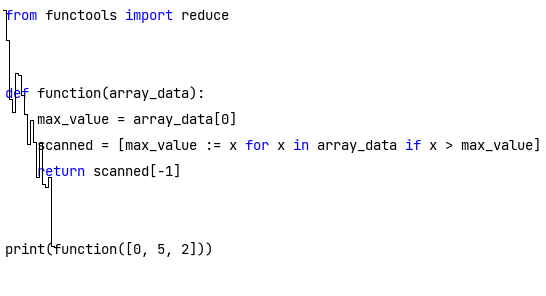 from functools import reduce
def function(array_data):
    max_value = array_data[0]
    scanned = [max_value := x for x in array_data if x > max_value]
    return scanned[-1]
print(function([0, 5, 2]))